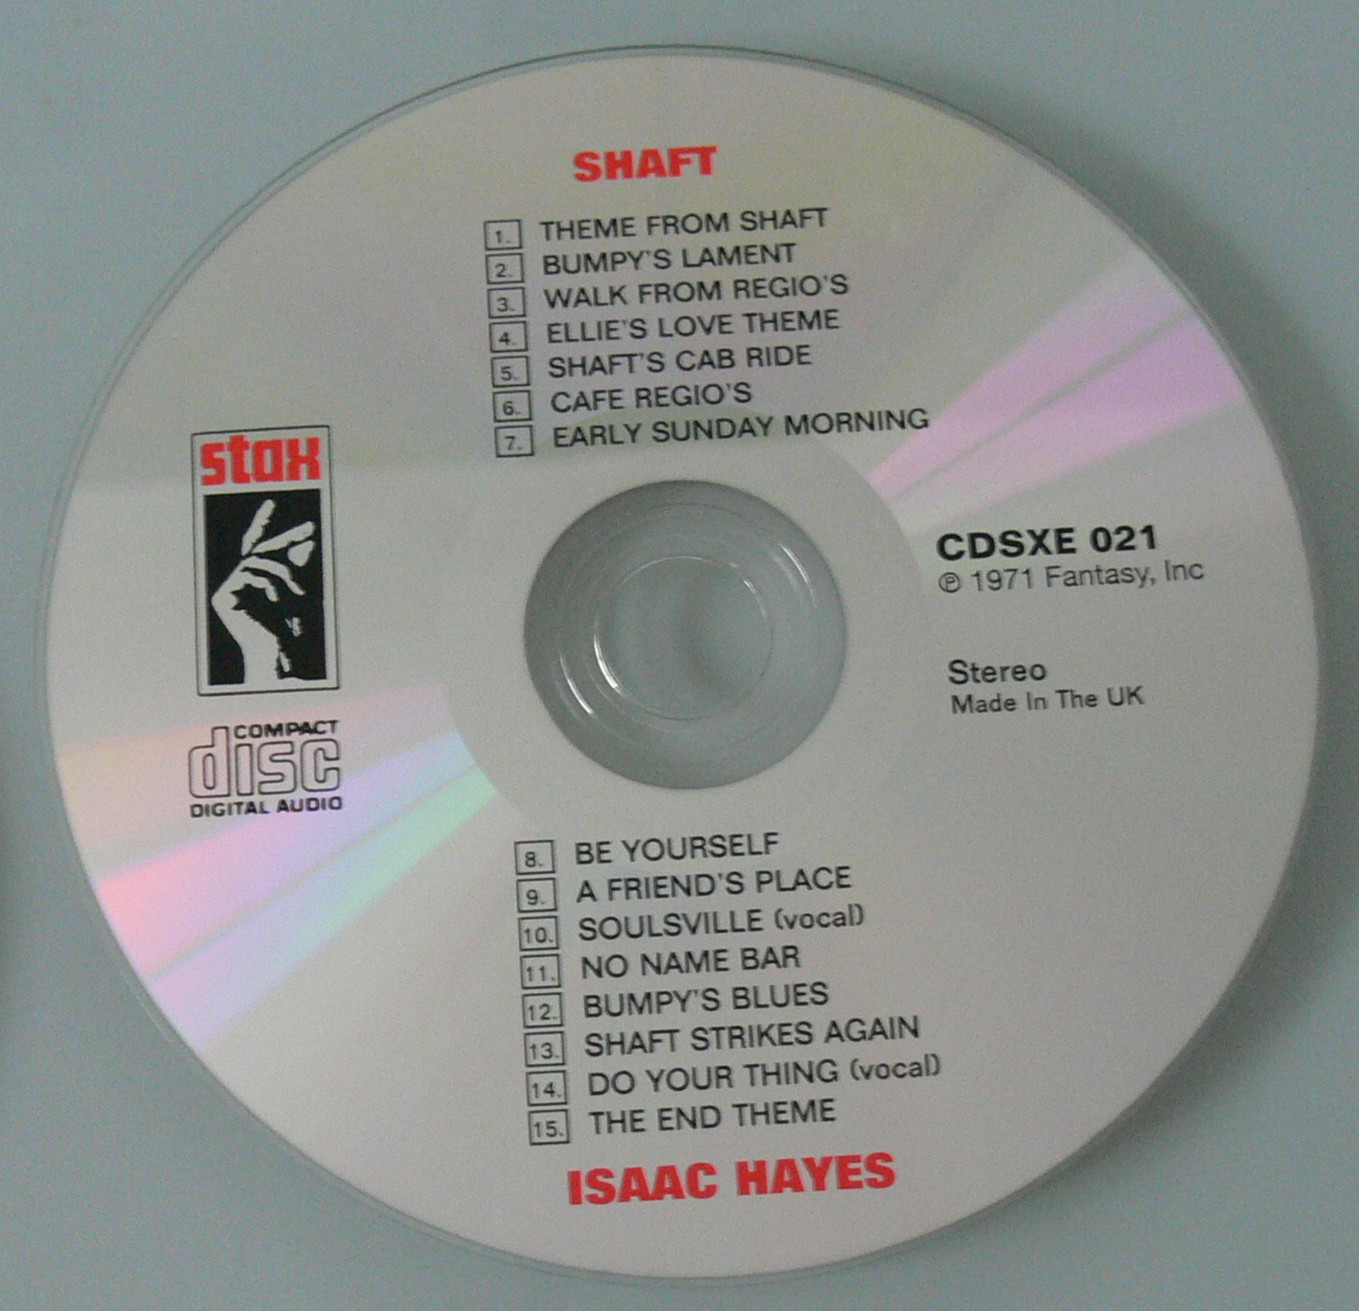 SHAFT
1. THEME FROM SHAFT
2. BUMPY'S LAMENT
3. WALK FROM REGIO'S
4. ELLIE'S LOVE THEME
5. SHAFT'S CAB RIDE
6. CAFE REGIO'S
7. EARLY SUNDAY MORNING
stax
COMPACT
disc
DIGITAL AUDIO
CDSXE 021
℗ 1971 Fantasy, Inc
Stereo
Made In The UK
8. BE YOURSELF
9. A FRIEND'S PLACE
10. SOULSVILLE (vocal)
11. NO NAME BAR
12. BUMPY'S BLUES
13. SHAFT STRIKES AGAIN
14. DO YOUR THING (vocal)
15. THE END THEME
ISAAC HAYES